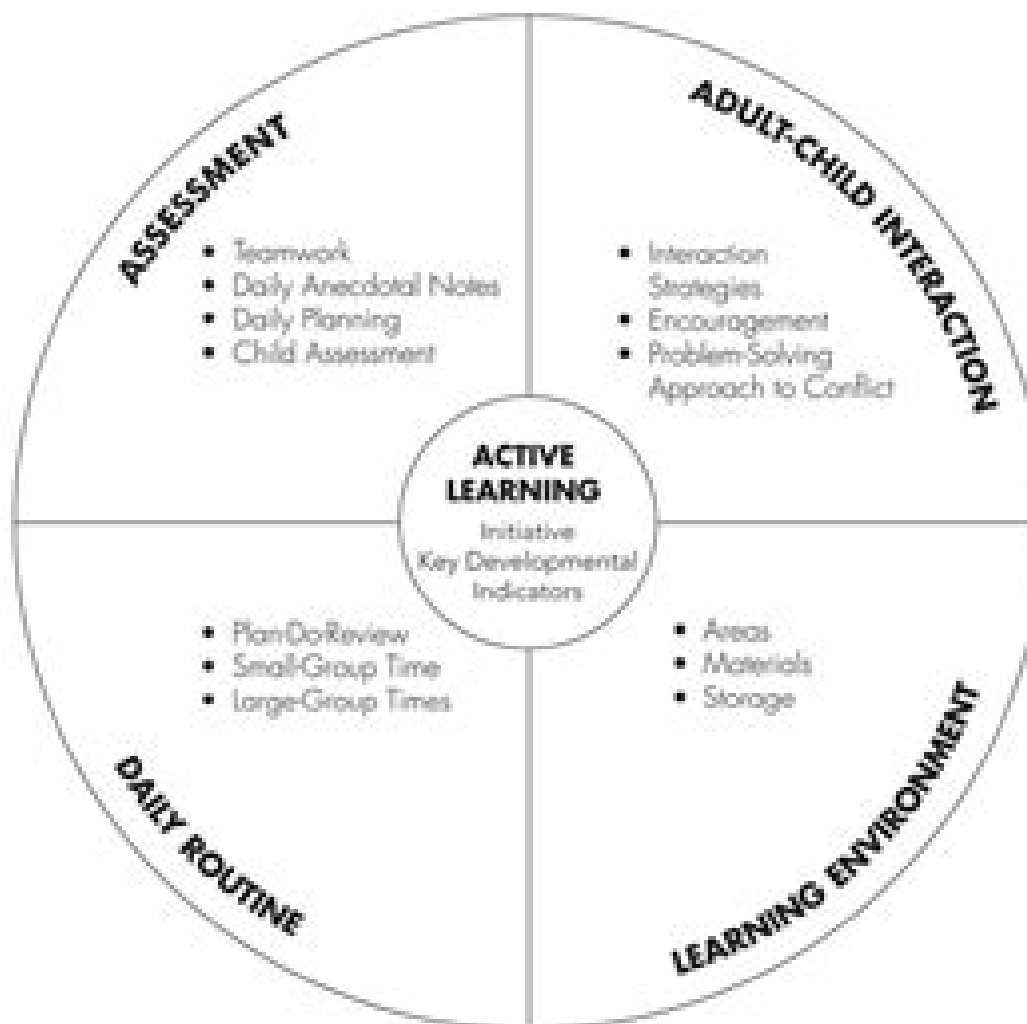 ASSESSMENT
• Teamwork
• Daily Anecdotal Notes
• Daily Planning
• Child Assessment
ADULT-CHILD INTERACTION
• Interaction
Strategies
• Encouragement
• Problem-Solving
Approach to Conflict
ACTIVE
LEARNING
Initiative
Key Developmental
Indicators
• Plan-Do-Review
• Small-Group Time
• Large-Group Times
DAILY ROUTINE
• Areas
• Materials
• Storage
LEARNING ENVIRONMENT